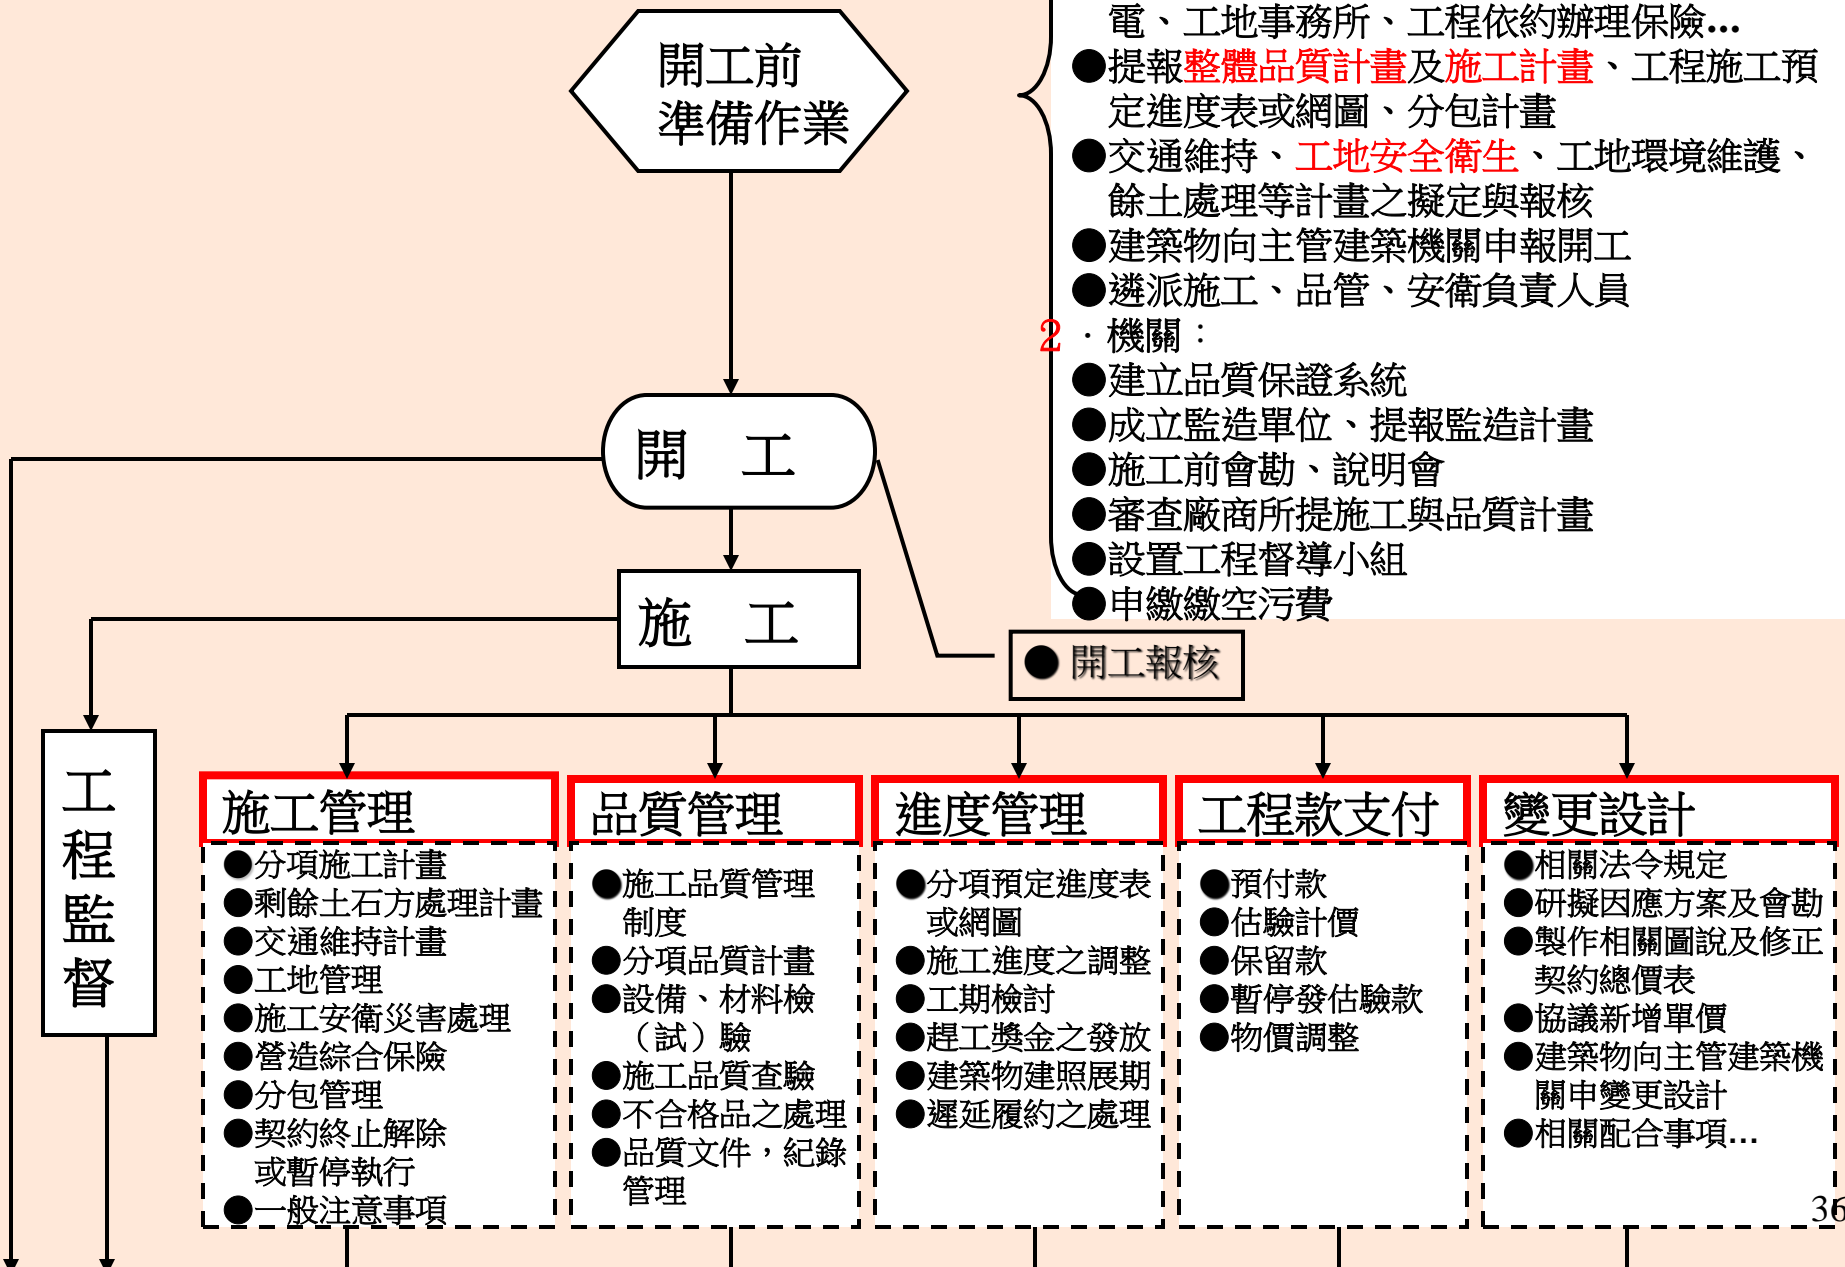 開工前
準備作業
電、工地事務所、工程依約辦理保險...
●提報整體品質計畫及施工計畫、工程施工預
定進度表或網圖、分包計畫
●交通維持、工地安全衛生、工地環境維護、
餘土處理等計畫之擬定與報核
●建築物向主管建築機關申報開工
●遴派施工、品管、安衛負責人員
2．機關：
●建立品質保證系統
●成立監造單位、提報監造計畫
●施工前會勘、說明會
●審查廠商所提施工與品質計畫
●設置工程督導小組
●申繳繳空污費
開　工
施　工
● 開工報核
工
程
監
督
施工管理
●分項施工計畫
●剩餘土石方處理計畫
●交通維持計畫
●工地管理
●施工安衛災害處理
●營造綜合保險
●分包管理
●契約終止解除
或暫停執行
●一般注意事項
品質管理
●施工品質管理
制度
●分項品質計畫
●設備、材料檢
（試）驗
●施工品質查驗
●不合格品之處理
●品質文件，紀錄
管理
進度管理
●分項預定進度表
或網圖
●施工進度之調整
●工期檢討
●趕工獎金之發放
●建築物建照展期
●遲延履約之處理
工程款支付
●預付款
●估驗計價
●保留款
●暫停發估驗款
●物價調整
變更設計
●相關法令規定
●研擬因應方案及會勘
●製作相關圖說及修正
契約總價表
●協議新增單價
●建築物向主管建築機
關申變更設計
●相關配合事項...
36